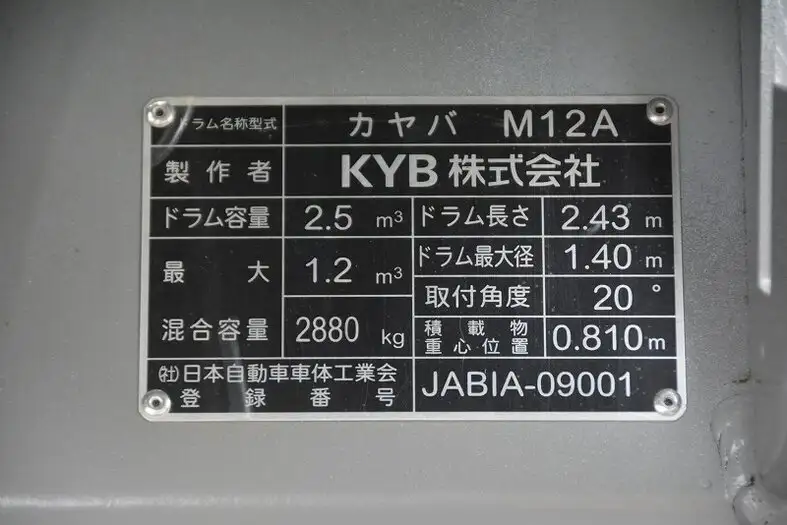 ドラム名称型式 カヤバ M12A
製作者 KYB株式会社
ドラム容量 2.5 m³ ドラム長さ 2.43 m
最大 1.2 m³ ドラム最大径 1.40 m
取付角度 20 °
混合容量 2880 kg 積載物重心位置 0.810m
㈳日本自動車車体工業会
登録番号 JABIA-09001